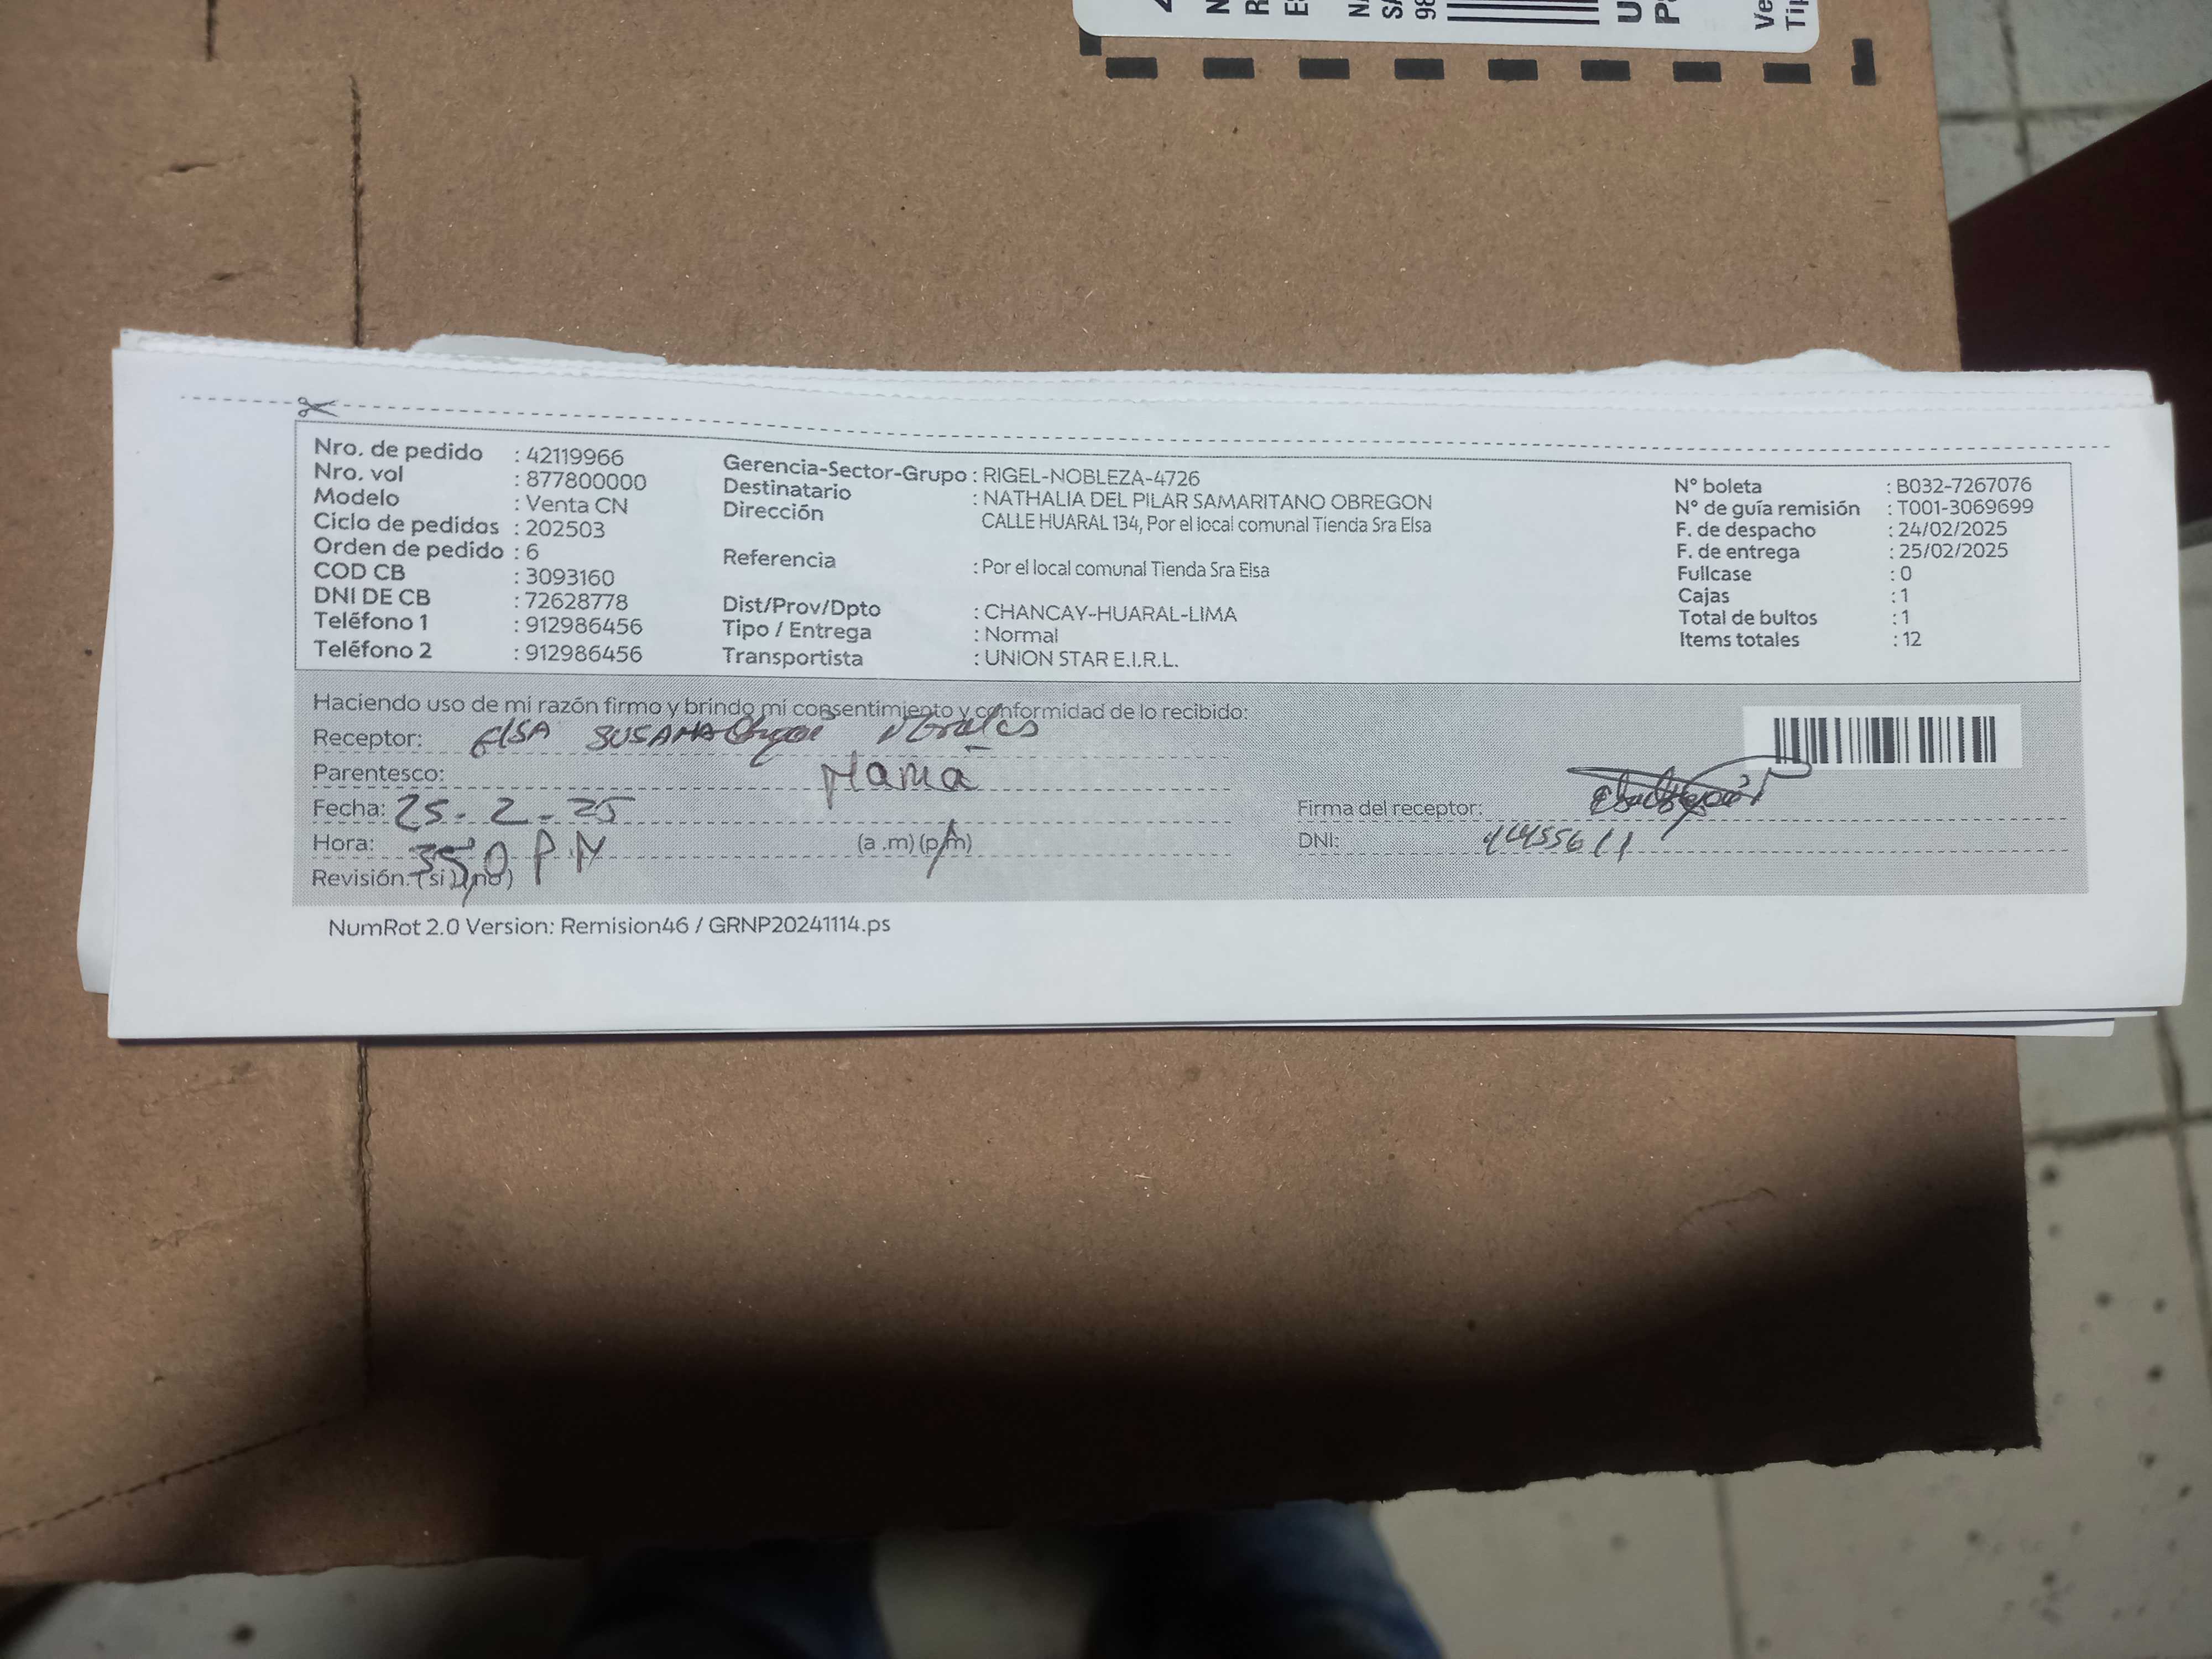 Nro. de pedido : 42119966
Nro. vol : 877800000
Modelo : Venta CN
Ciclo de pedidos : 202503
Orden de pedido : 6
COD CB : 3093160
DNI DE CB : 72628778
Teléfono 1 : 912986456
Teléfono 2 : 912986456
Gerencia-Sector-Grupo : RIGEL-NOBLEZA-4726
Destinatario : NATHALIA DEL PILAR SAMARITANO OBREGON
Dirección CALLE HUARAL 134, Por el local comunal Tienda Sra Elsa
Referencia : Por el local comunal Tienda Sra Elsa
Dist/Prov/Dpto : CHANCAY-HUARAL-LIMA
Tipo / Entrega : Normal
Transportista : UNION STAR E.I.R.L.
N° boleta : B032-7267076
N° de guía remisión : T001-3069699
F. de despacho : 24/02/2025
F. de entrega : 25/02/2025
Fullcase : 0
Cajas : 1
Total de bultos : 1
Items totales : 12
Haciendo uso de mi razón firmo y brindo mi consentimiento y conformidad de lo recibido:
Receptor: ElSA SUSANA Morales
Parentesco: Mamá
Fecha: 25-2-25
Hora: 350 PM (a .m) (p.m)
Revisión: (si) (no)
Firma del receptor:
DNI:
NumRot 2.0 Version: Remision46 / GRNP20241114.ps